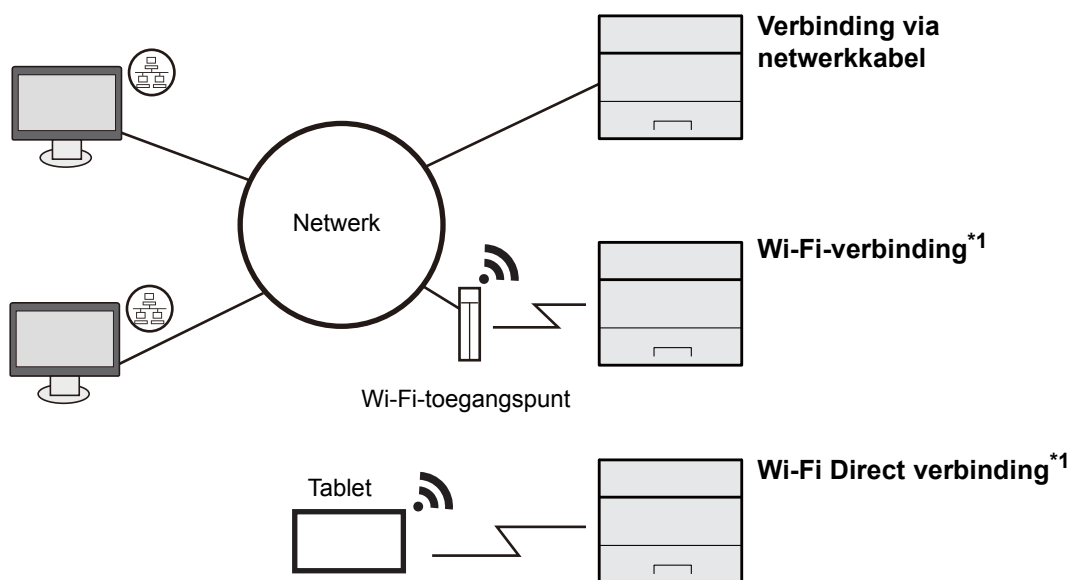 Verbinding via
netwerkkabel
Netwerk
Wi-Fi-verbinding*1
Wi-Fi-toegangspunt
Wi-Fi Direct verbinding*1
Tablet